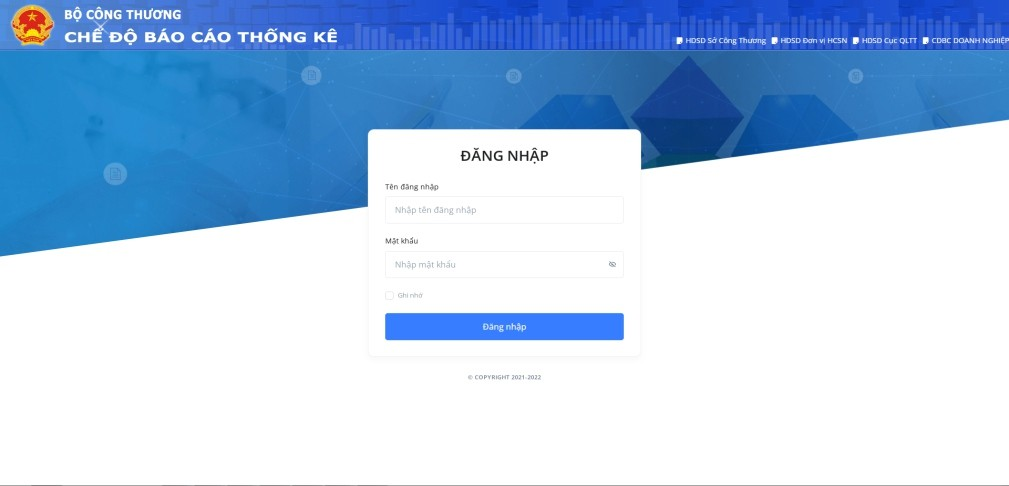 BỘ CÔNG THƯƠNG
CHẾ ĐỘ BÁO CÁO THỐNG KÊ
HDSD Sở Công Thương HDSD Đơn vị HCSN HDSD Cục QLTT CDBC DOANH NGHIỆP
ĐĂNG NHẬP
Tên đăng nhập
Nhập tên đăng nhập
Mật khẩu
Nhập mật khẩu
Ghi nhớ
Đăng nhập
© COPYRIGHT 2021-2022